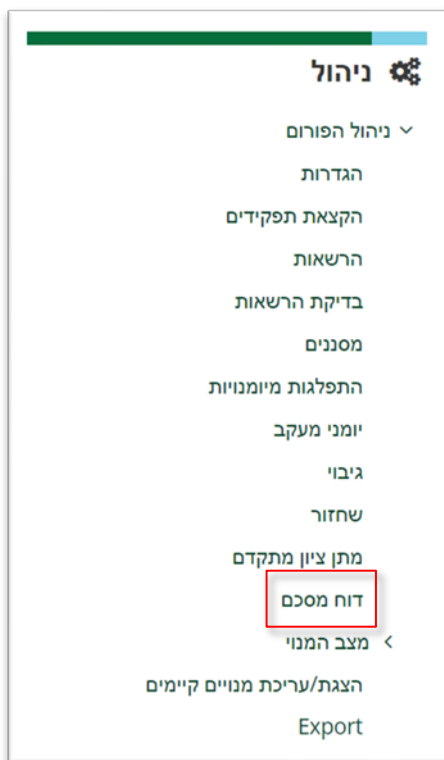 ניהול
ניהול הפורום
הגדרות
הקצאת תפקידים
הרשאות
בדיקת הרשאות
מסננים
התפלגות מיומנויות
יומני מעקב
גיבוי
שחזור
מתן ציון מתקדם
דוח מסכם
מצב המנוי
הצגת/עריכת מנויים קיימים
Export